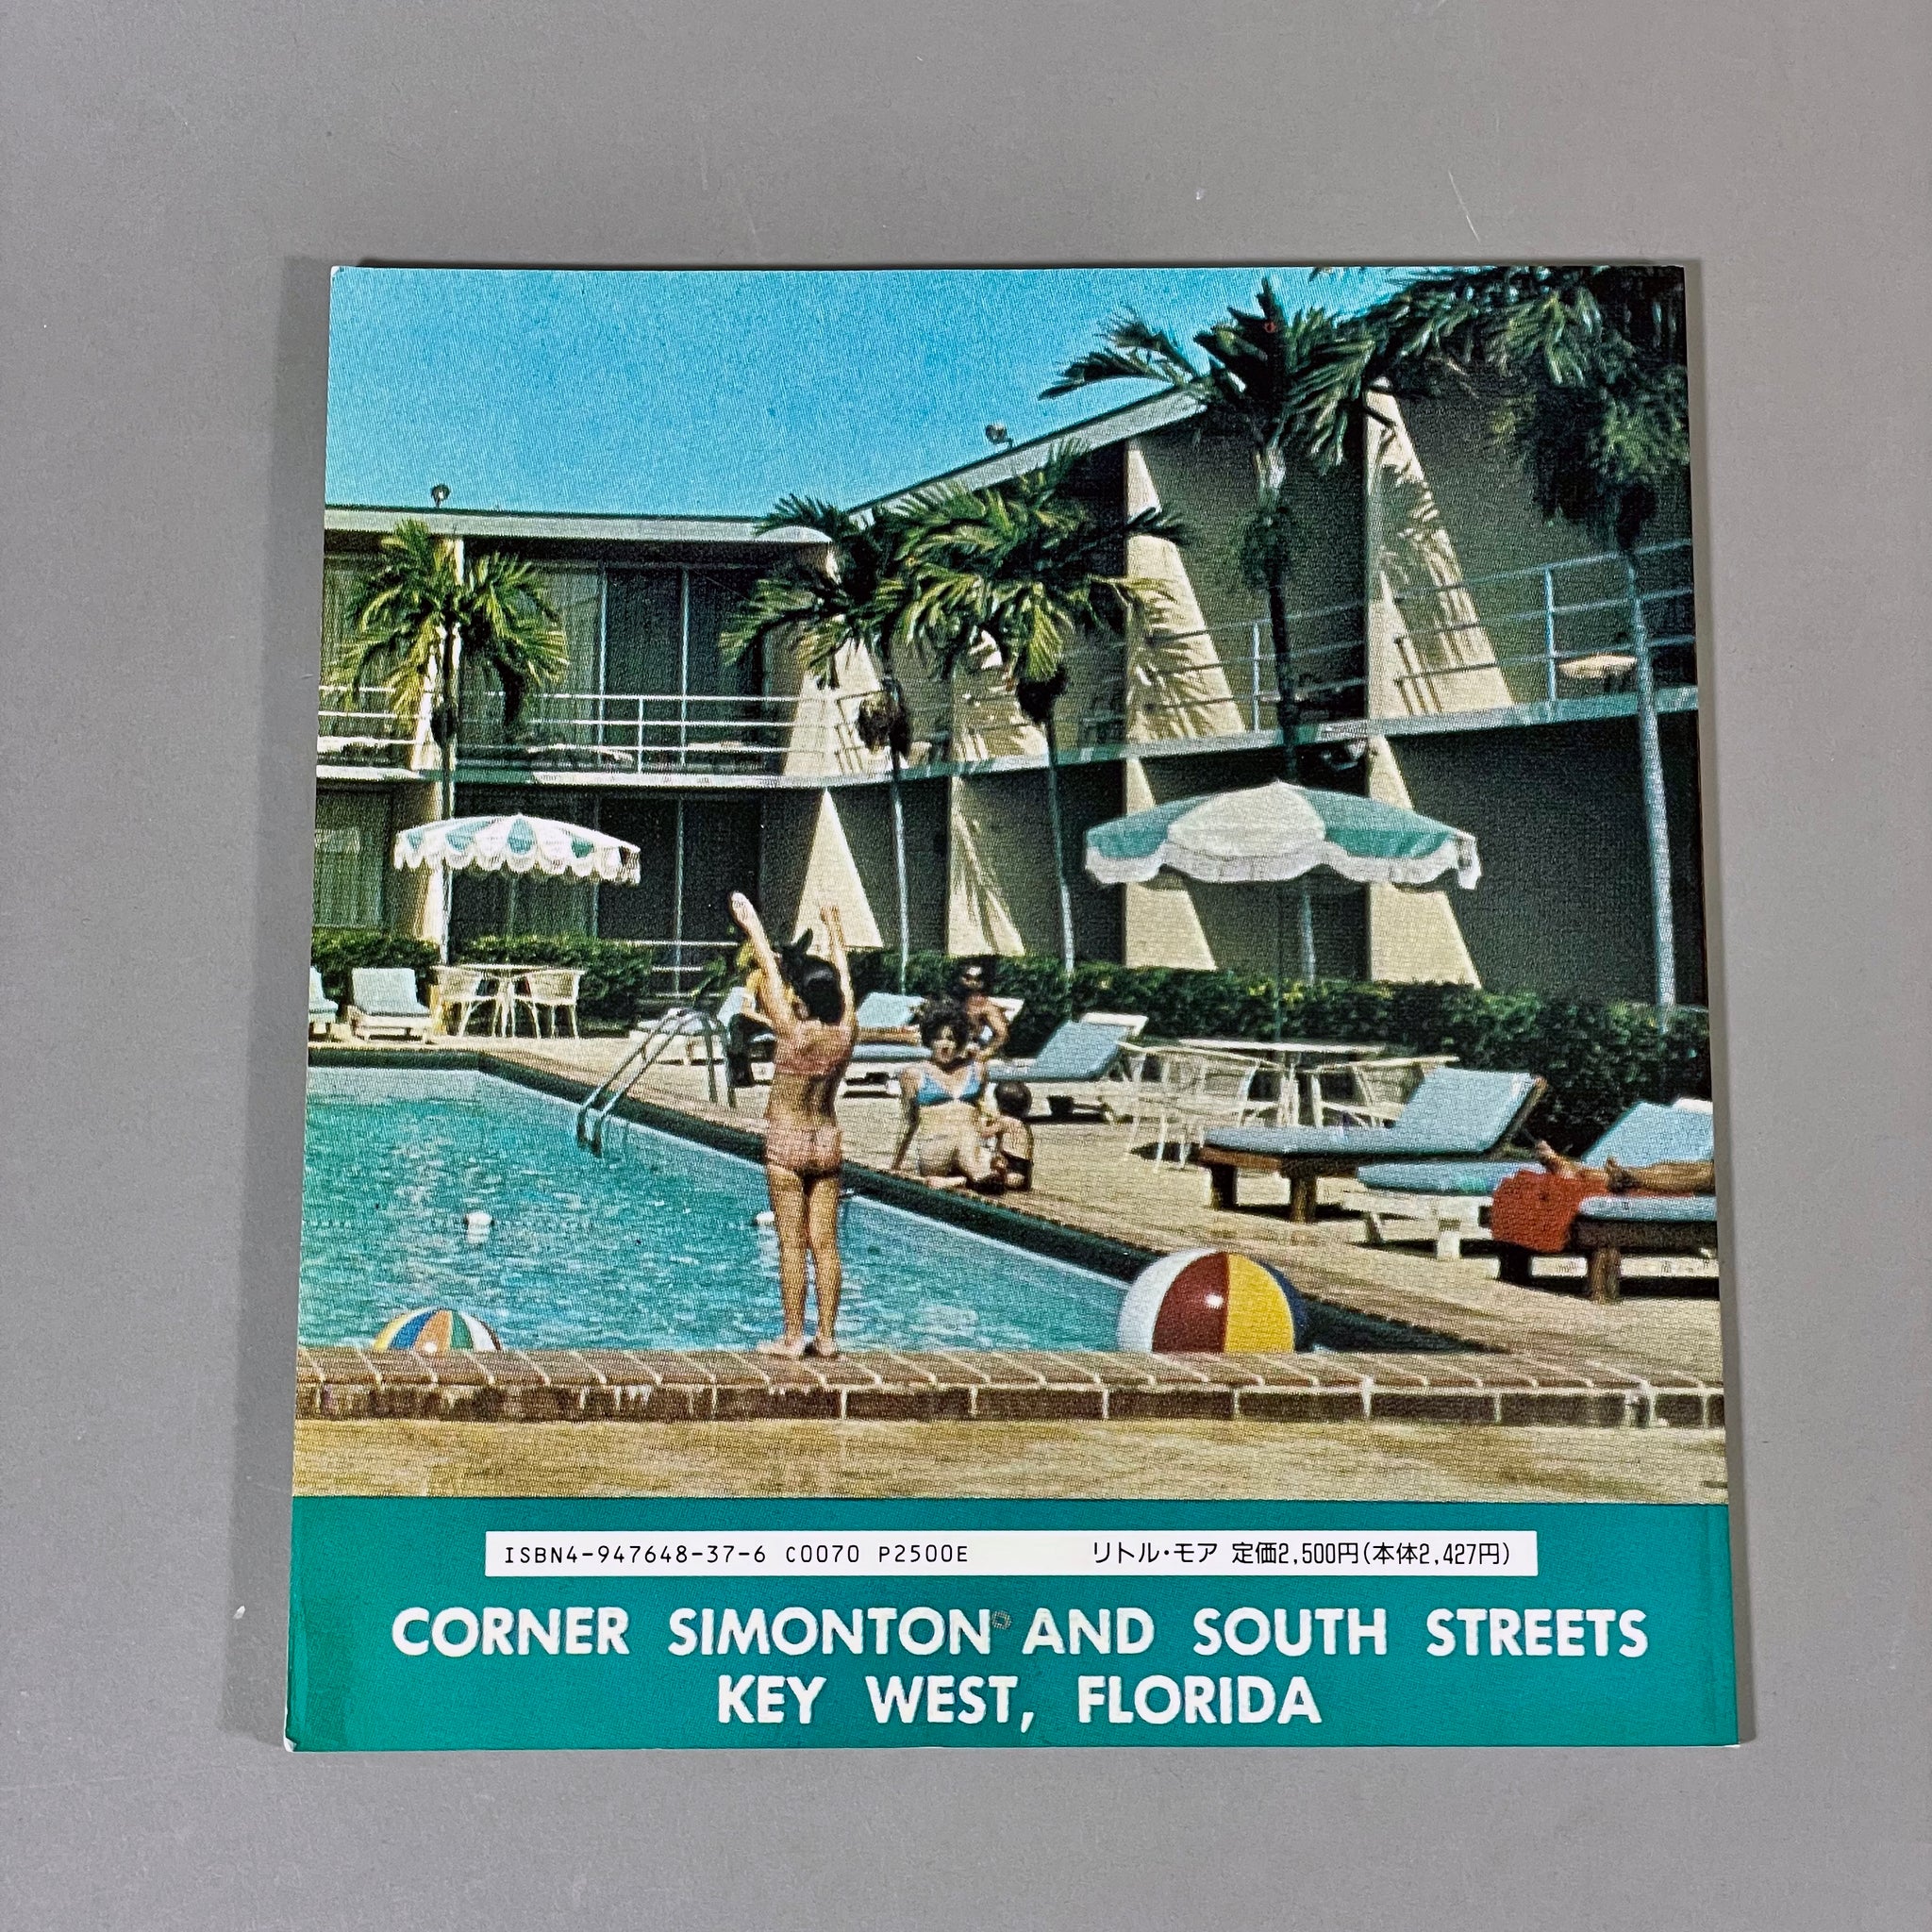 ISBN4-947648-37-6 C0070 P2500E リトル・モア 定価2,500円(本体2,427円)
CORNER SIMONTON AND SOUTH STREETS
KEY WEST, FLORIDA